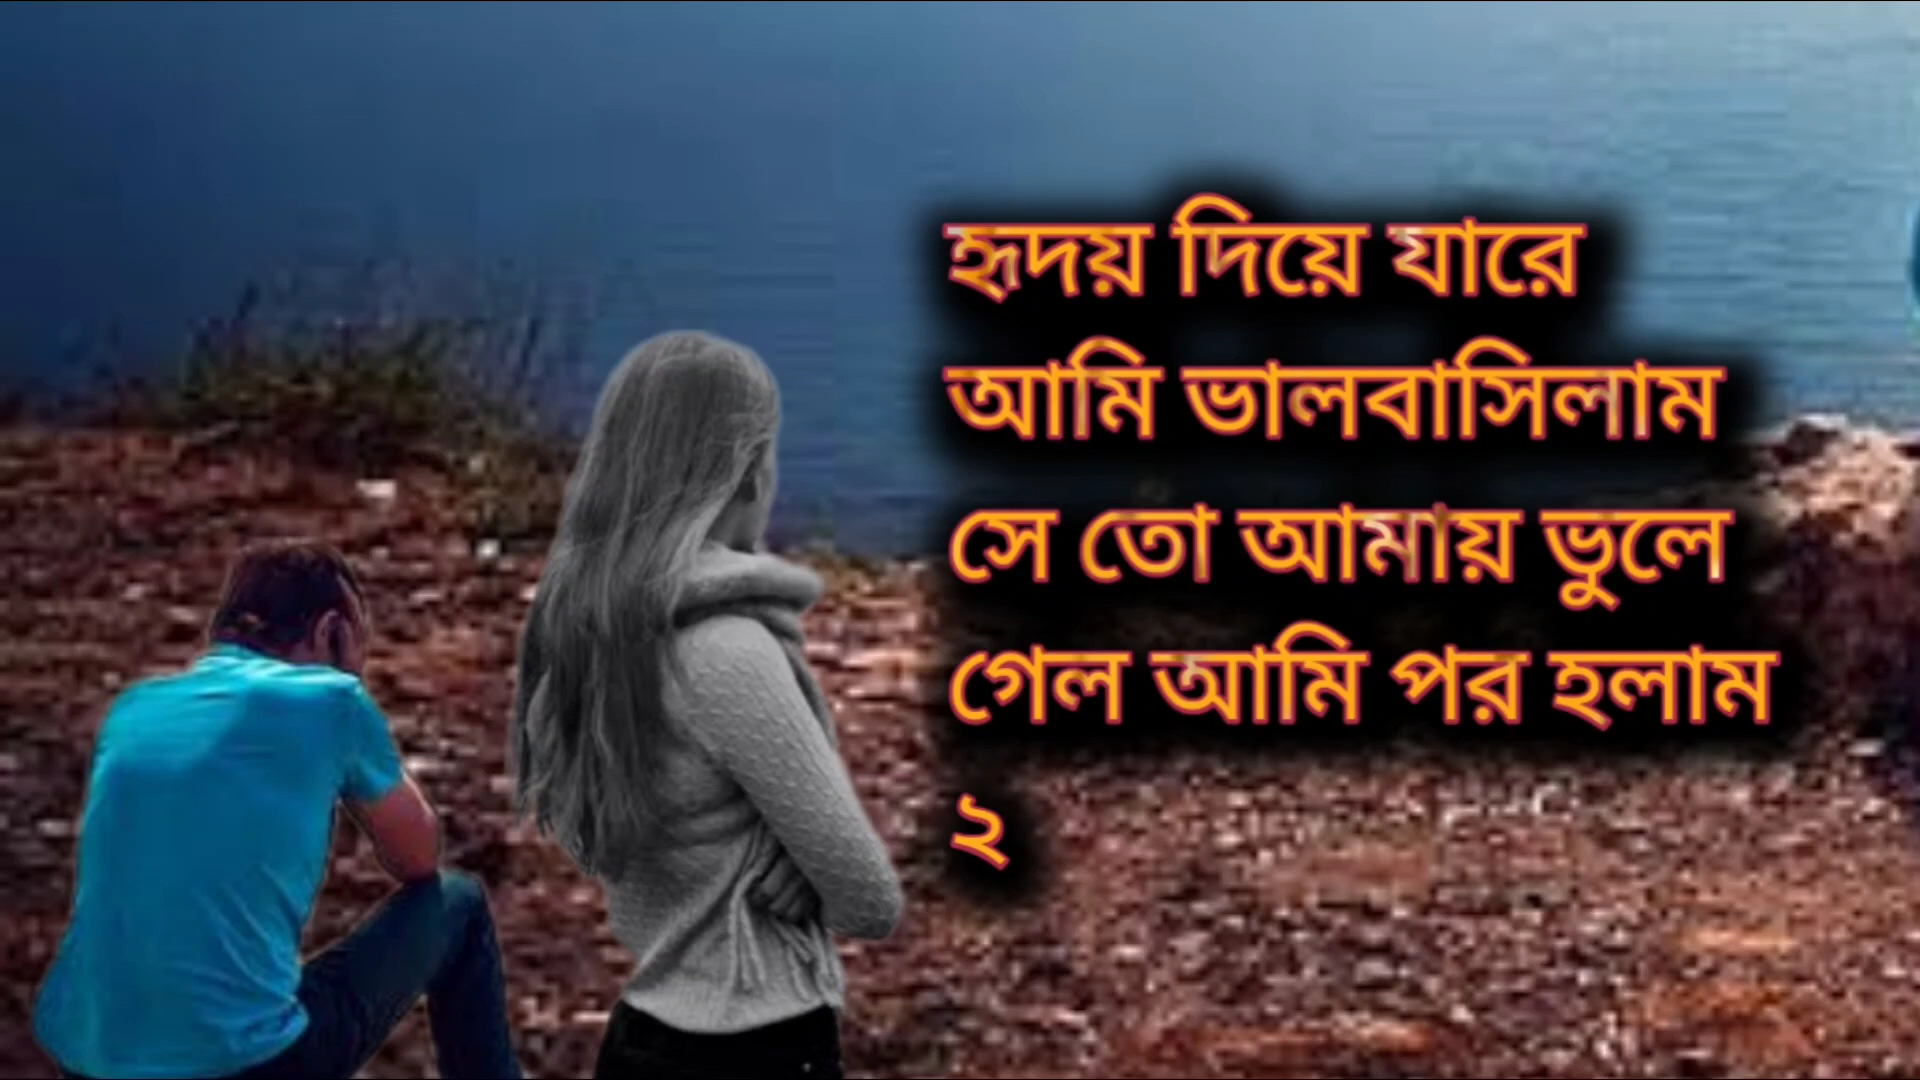 হৃদয় দিয়ে যারে
আমি ভালবাসিলাম
সে তো আমায় ভুলে
গেল আমি পর হলাম
২